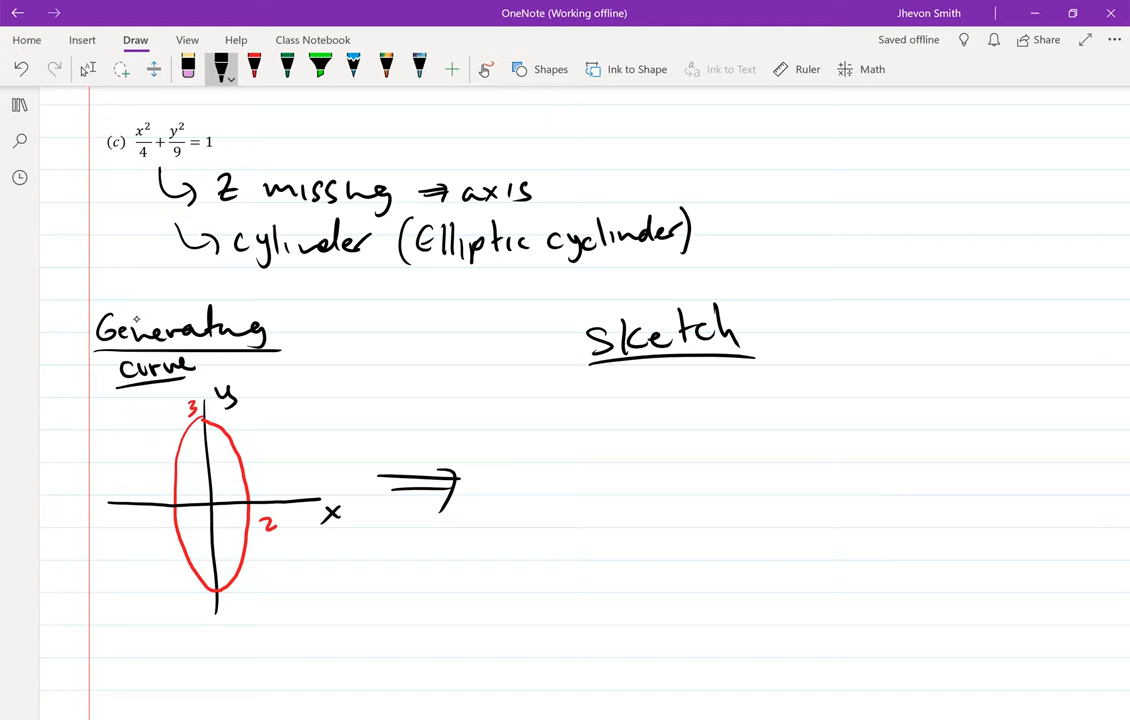 OneNote (Working offline)
Jhevon Smith
Home Insert Draw View Help Class Notebook
Saved offline
Share
Shapes
Ink to Shape
Ink to Text
Ruler
Math
(c) x²/4 + y²/9 = 1
↳ z missing ⇒ axis
↳ cylinder (Elliptic cyclinder)
Generating
curve
Sketch
y
3
⇒
x
2